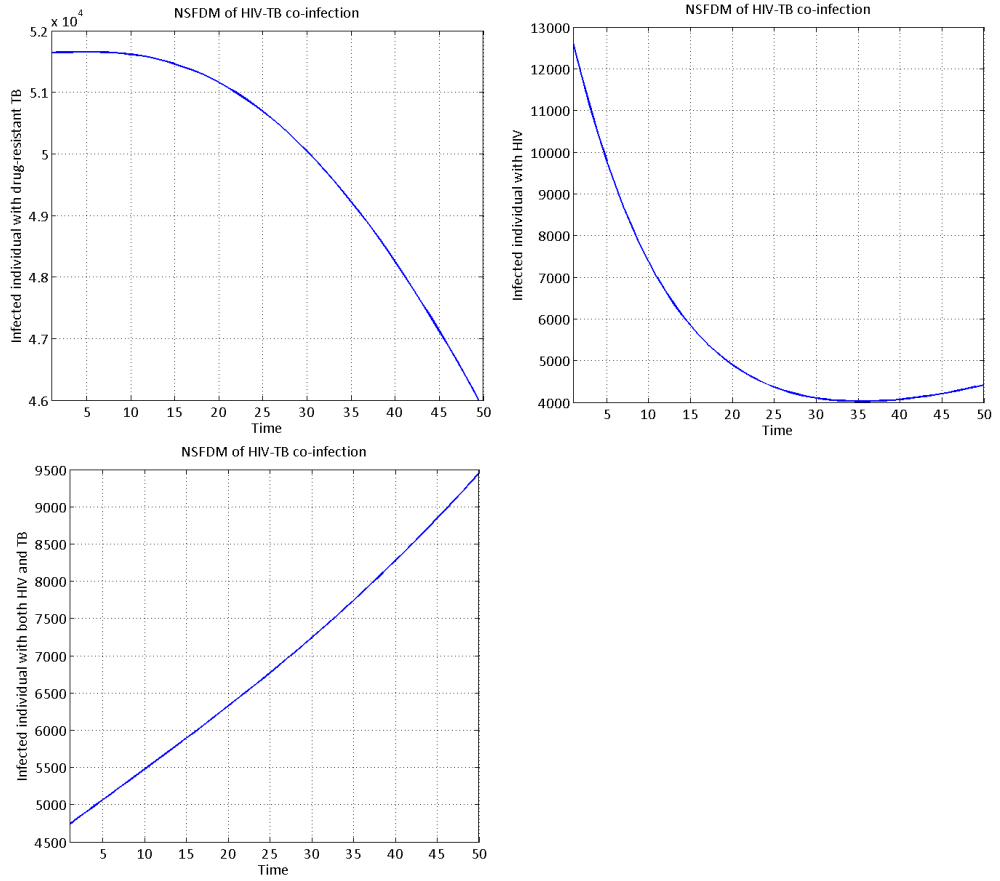 NSFDM of HIV-TB co-infection
x 10⁴
5.2
5.1
5
4.9
4.8
4.7
4.6
Infected individual with drug-resistant TB
5 10 15 20 25 30 35 40 45 50
Time
NSFDM of HIV-TB co-infection
13000
12000
11000
10000
9000
8000
7000
6000
5000
4000
Infected individual with HIV
5 10 15 20 25 30 35 40 45 50
Time
NSFDM of HIV-TB co-infection
9500
9000
8500
8000
7500
7000
6500
6000
5500
5000
4500
Infected individual with both HIV and TB
5 10 15 20 25 30 35 40 45 50
Time